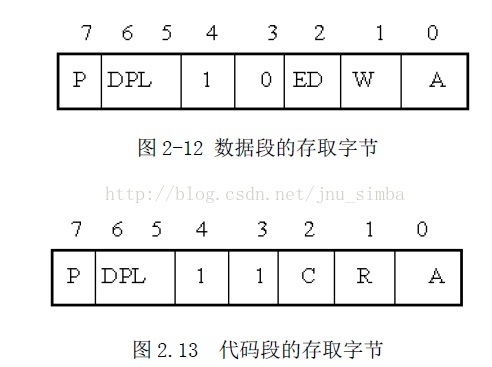 7 6 5 4 3 2 1 0
P DPL 1 0 ED W A
图2-12 数据段的存取字节
http://blog.csdn.net/jnu_simba
7 6 5 4 3 2 1 0
P DPL 1 1 C R A
图2.13 代码段的存取字节